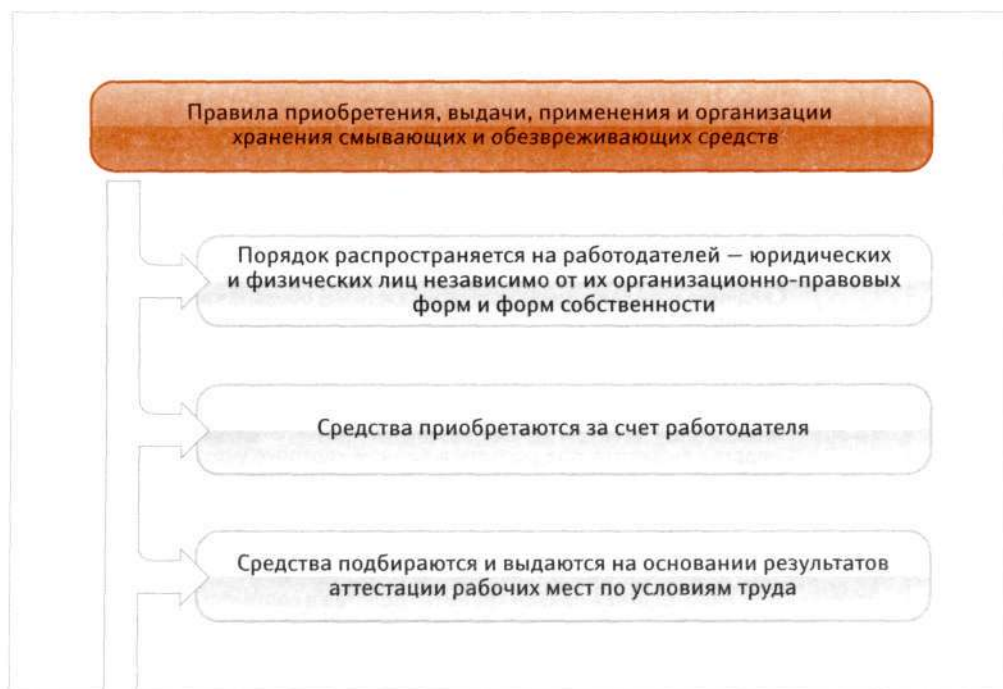 Правила приобретения, выдачи, применения и организации
хранения смывающих и обезвреживающих средств
Порядок распространяется на работодателей — юридических
и физических лиц независимо от их организационно-правовых
форм и форм собственности
Средства приобретаются за счет работодателя
Средства подбираются и выдаются на основании результатов
аттестации рабочих мест по условиям труда